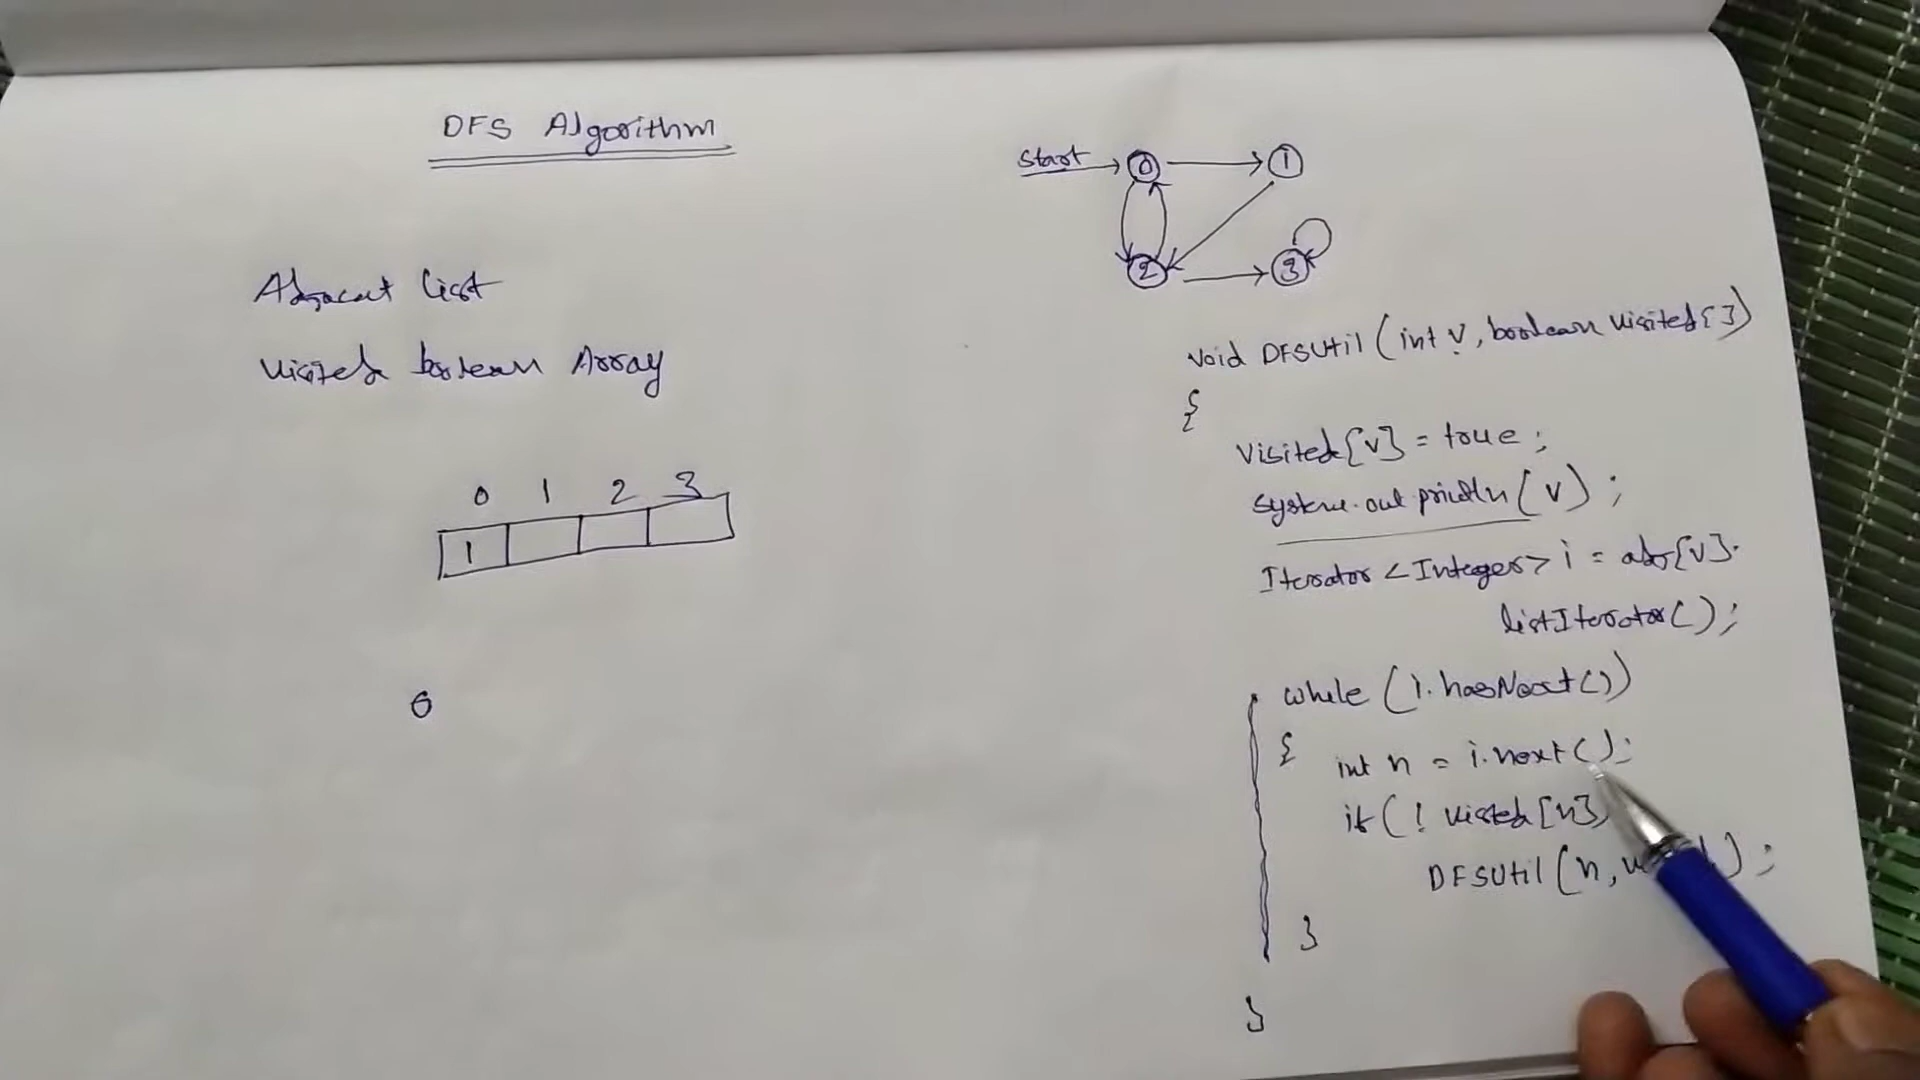 DFS Algorithm
Start
0
1
2
3
Adjacent list
Visited boolean Array
0 1 2 3
1
0
void DFSUtil (int v, boolean visited[])
{
Visited[v] = true;
System.out.println(v);
Iterator <Integer> i = adj[v].
listIterator();
while (i.hasNext())
{
int n = i.next();
if (! visited [n])
DFSUtil (n,
);
}
}